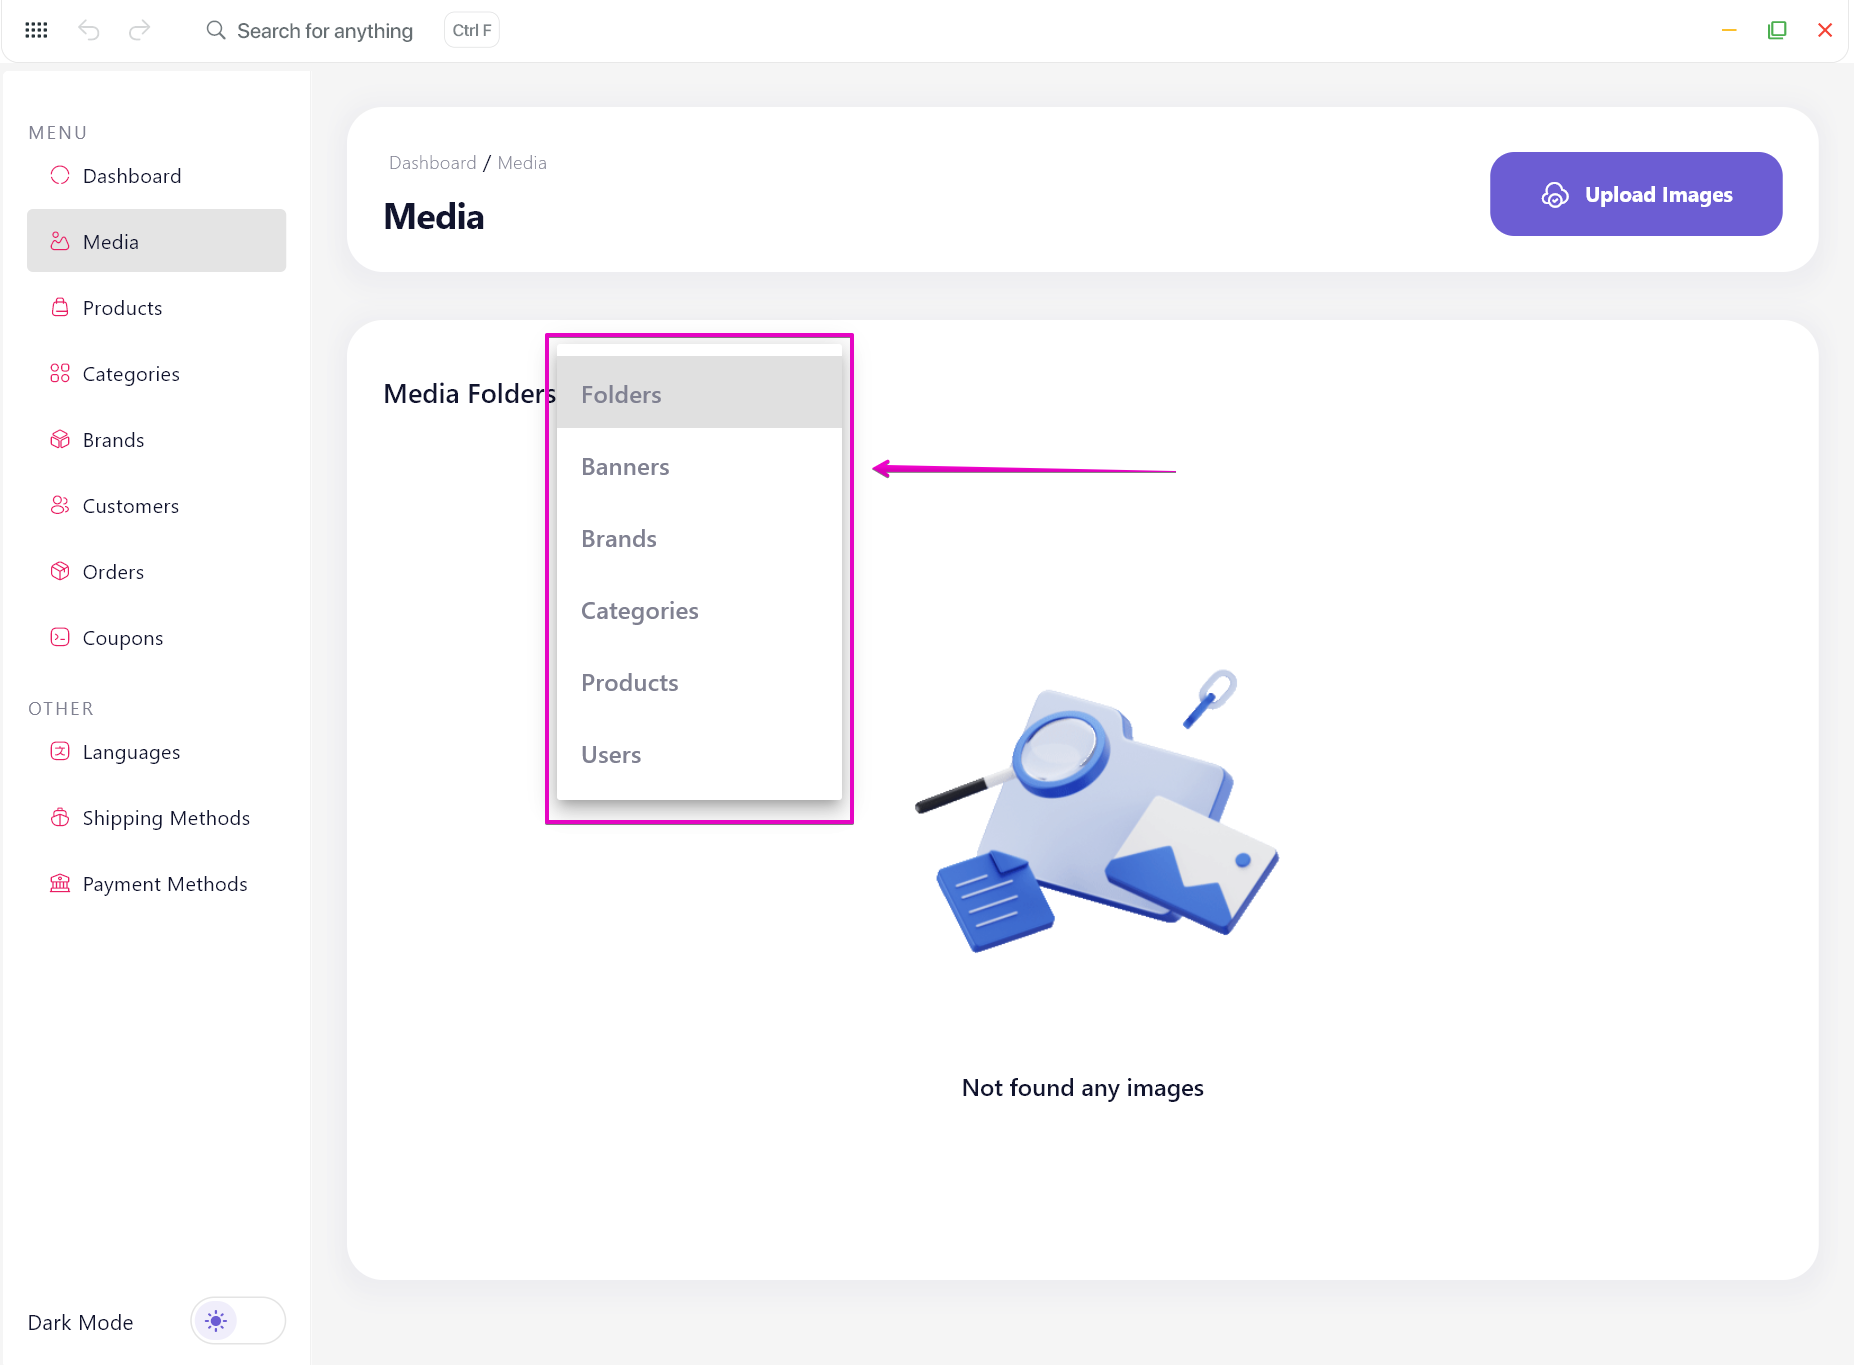 Search for anything
Ctrl F
MENU
Dashboard
Media
Products
Categories
Brands
Customers
Orders
Coupons
OTHER
Languages
Shipping Methods
Payment Methods
Dark Mode
Dashboard / Media
Media
Upload Images
Media Folders
Folders
Banners
Brands
Categories
Products
Users
Not found any images